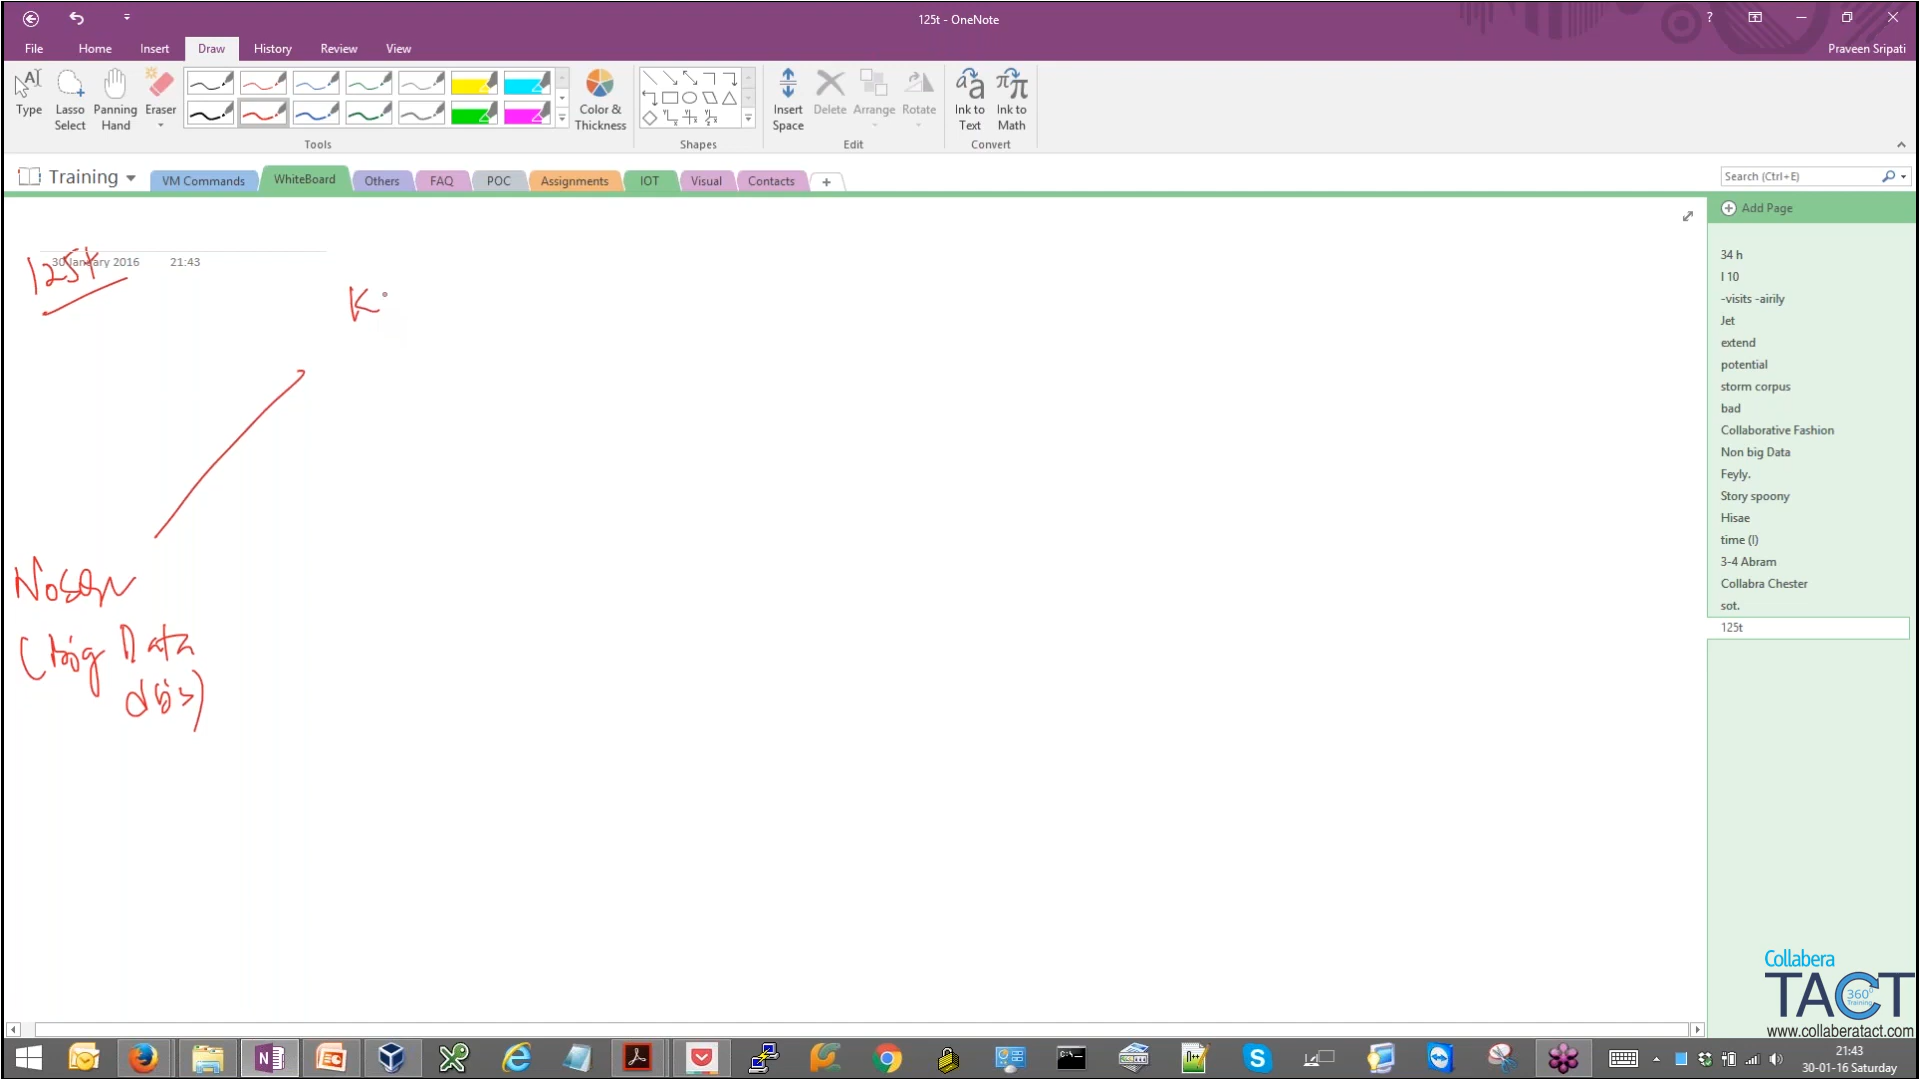 125t - OneNote
?
File Home Insert Draw History Review View
Praveen Sripati
Type Lasso Select Panning Hand Eraser Color & Thickness Insert Space Delete Arrange Rotate Ink to Text Ink to Math
Tools Shapes Edit Convert
Training VM Commands WhiteBoard Others FAQ POC Assignments IOT Visual Contacts +
Search (Ctrl+E)
Add Page
30 January 2016 21:43
125t
K
NoSQL
(big Data
dbs)
34 h
I 10
-visits -airily
Jet
extend
potential
storm corpus
bad
Collaborative Fashion
Non big Data
Feyly.
Story spoony
Hisae
time (I)
3-4 Abram
Collabra Chester
sot.
125t
Collabera
TACT
360°
Training
www.collaberatact.com
21:43
30-01-16 Saturday